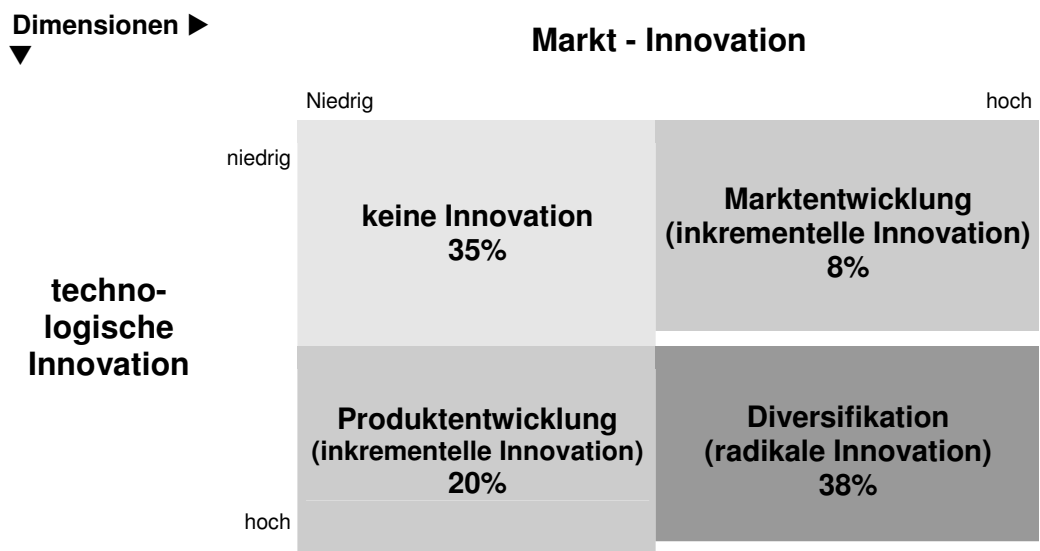 Dimensionen ▶
▼
Markt - Innovation
Niedrig
hoch
niedrig
keine Innovation
35%
Marktentwicklung
(inkrementelle Innovation)
8%
techno-
logische
Innovation
Produktentwicklung
(inkrementelle Innovation)
20%
Diversifikation
(radikale Innovation)
38%
hoch